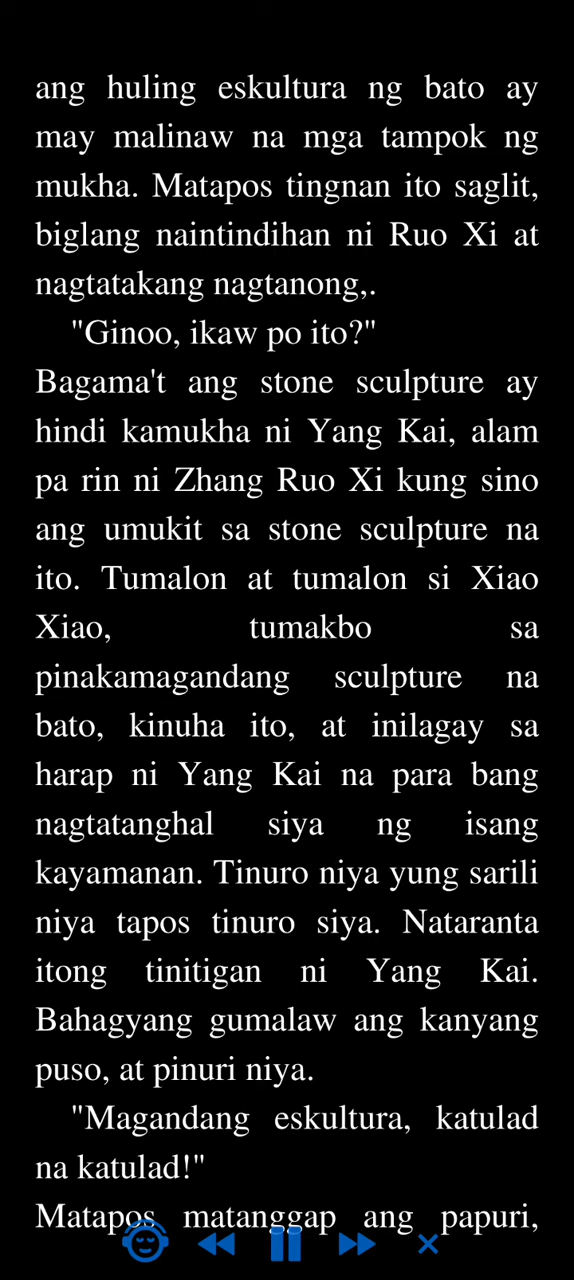 ang huling eskultura ng bato ay
may malinaw na mga tampok ng
mukha. Matapos tingnan ito saglit,
biglang naintindihan ni Ruo Xi at
nagtatakang nagtanong,.
"Ginoo, ikaw po ito?"
Bagama't ang stone sculpture ay
hindi kamukha ni Yang Kai, alam
pa rin ni Zhang Ruo Xi kung sino
ang umukit sa stone sculpture na
ito. Tumalon at tumalon si Xiao
Xiao, tumakbo sa
pinakamagandang sculpture na
bato, kinuha ito, at inilagay sa
harap ni Yang Kai na para bang
nagtatanghal siya ng isang
kayamanan. Tinuro niya yung sarili
niya tapos tinuro siya. Nataranta
itong tinitigan ni Yang Kai.
Bahagyang gumalaw ang kanyang
puso, at pinuri niya.
"Magandang eskultura, katulad
na katulad!"
Matapos matanggap ang papuri,